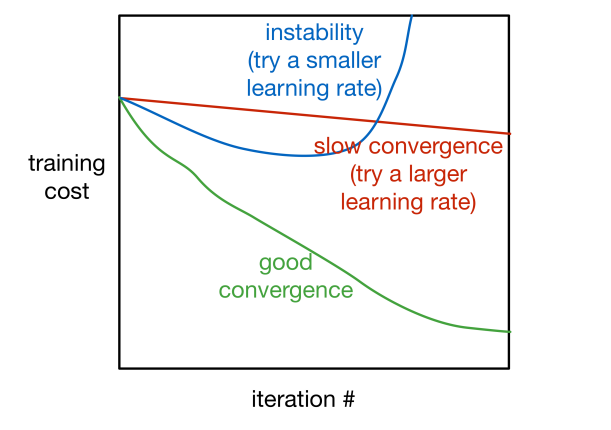 instability
(try a smaller
learning rate)
slow convergence
(try a larger
learning rate)
training
cost
good
convergence
iteration #